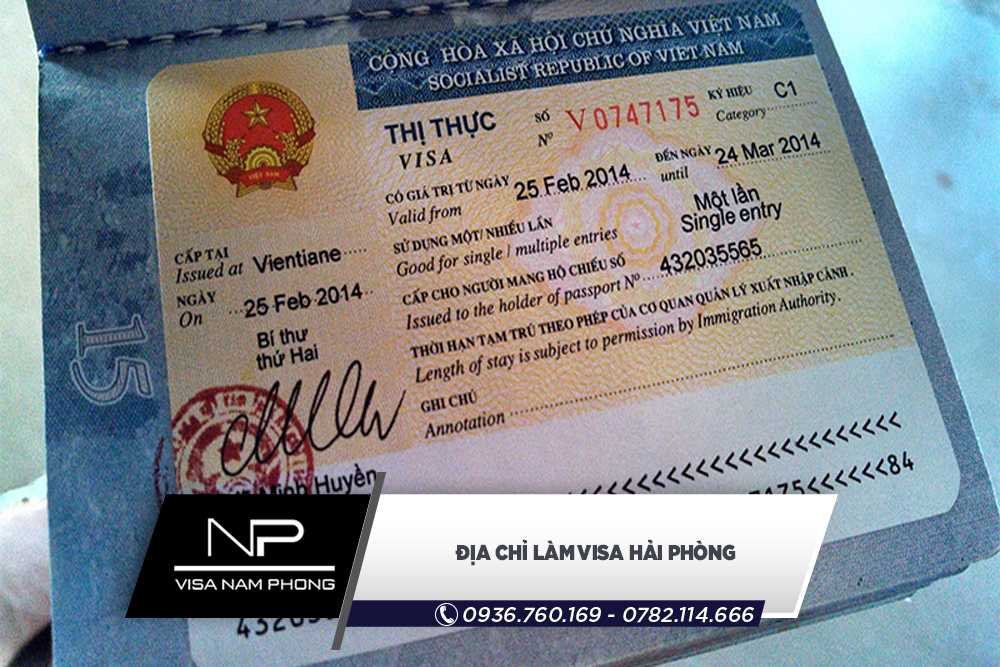 CỘNG HÒA XÃ HỘI CHỦ NGHĨA VIỆT NAM
SOCIALIST REPUBLIC OF VIET NAM
VIỆT NAM
THỊ THỰC
VISA
SỐ
Nº
V0747175
KÝ HIỆU
Category
C1
CÓ GIÁ TRỊ TỪ NGÀY
Valid from
25 Feb 2014
ĐẾN NGÀY
until
24 Mar 2014
SỬ DỤNG MỘT/ NHIỀU LẦN
Good for single / multiple entries
Một lần
Single entry
CẤP CHO NGƯỜI MANG HỘ CHIẾU SỐ
Issued to the holder of passport Nº
432035565
THỜI HẠN TẠM TRÚ THEO PHÉP CỦA CƠ QUAN QUẢN LÝ XUẤT NHẬP CẢNH.
Length of stay is subject to permission by Immigration Authority.
GHI CHÚ
Annotation
CẤP TẠI
Issued at
Vientiane
NGÀY
On
25 Feb 2014
Bí thư
thứ Hai
Minh Huyền
15
<<<<<<84
NP
VISA NAM PHONG
ĐỊA CHỈ LÀM VISA HẢI PHÒNG
0936.760.169 - 0782.114.666